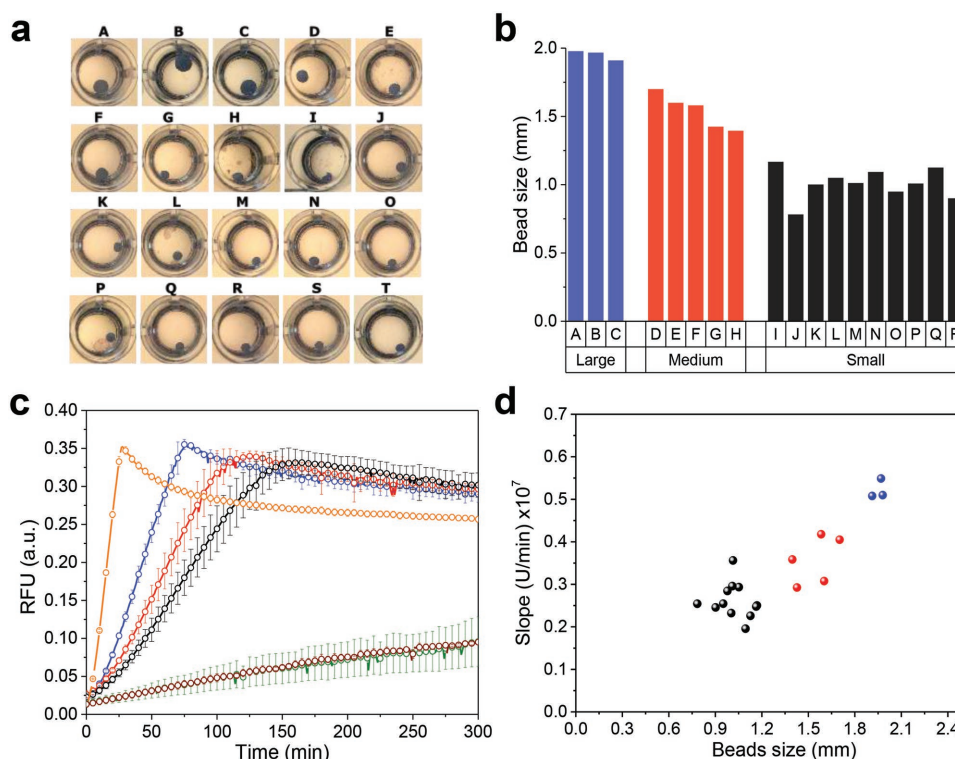 a
A B C D E
F G H I J
K L M N O
P Q R S T
b
Bead size (mm)
2.0
1.5
1.0
0.5
0.0
A B C D E F G H I J K L M N O P Q
Large Medium Small
c
RFU (a.u.)
0.40
0.35
0.30
0.25
0.20
0.15
0.10
0.05
0.00
0 50 100 150 200 250 300
Time (min)
d
Slope (U/min) x10⁷
0.7
0.6
0.5
0.4
0.3
0.2
0.1
0.0 0.3 0.6 0.9 1.2 1.5 1.8 2.1 2.4
Beads size (mm)